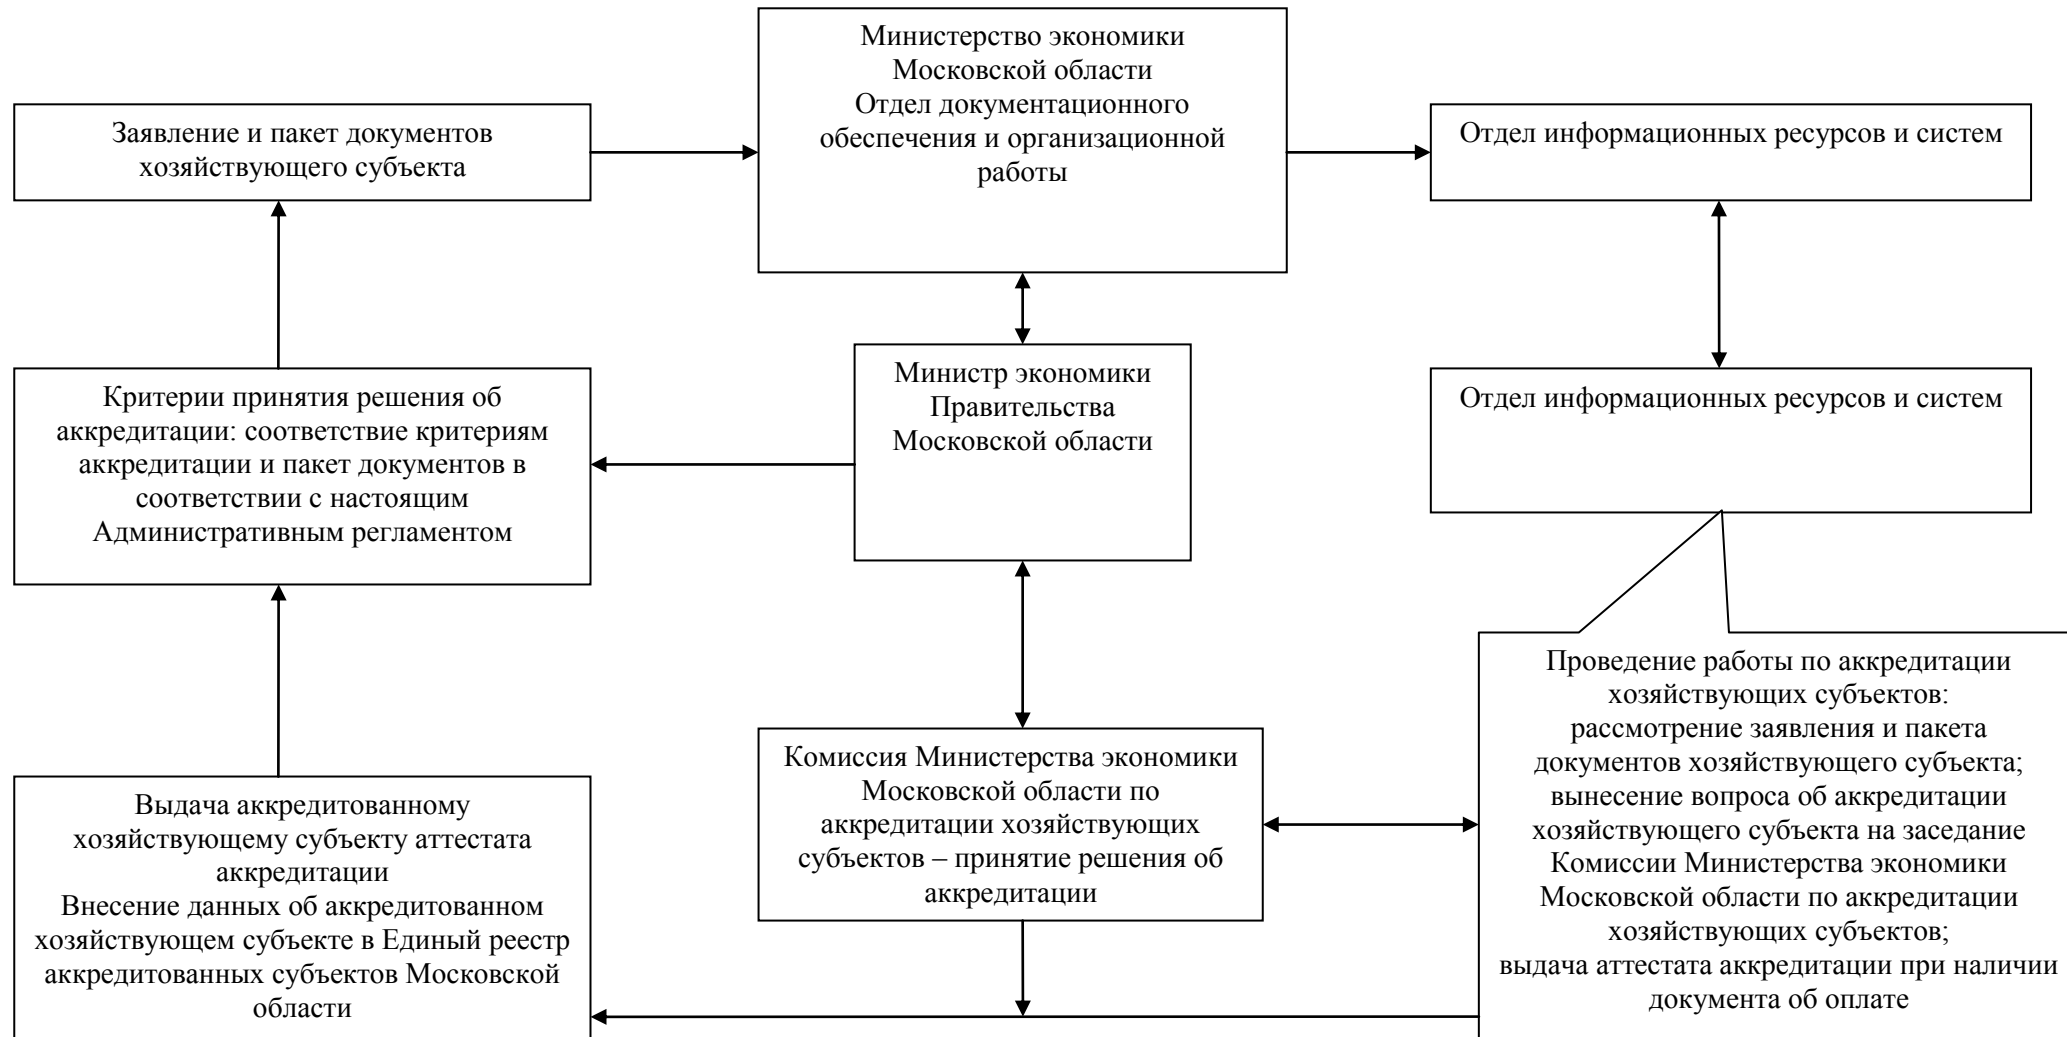 Министерство экономики
Московской области
Отдел документационного
обеспечения и организационной
работы
Заявление и пакет документов
хозяйствующего субъекта
Отдел информационных ресурсов и систем
Министр экономики
Правительства
Московской области
Критерии принятия решения об
аккредитации: соответствие критериям
аккредитации и пакет документов в
соответствии с настоящим
Административным регламентом
Отдел информационных ресурсов и систем
Комиссия Министерства экономики
Московской области по
аккредитации хозяйствующих
субъектов – принятие решения об
аккредитации
Проведение работы по аккредитации
хозяйствующих субъектов:
рассмотрение заявления и пакета
документов хозяйствующего субъекта;
вынесение вопроса об аккредитации
хозяйствующего субъекта на заседание
Комиссии Министерства экономики
Московской области по аккредитации
хозяйствующих субъектов;
выдача аттестата аккредитации при наличии
документа об оплате
Выдача аккредитованному
хозяйствующему субъекту аттестата
аккредитации
Внесение данных об аккредитованном
хозяйствующем субъекте в Единый реестр
аккредитованных субъектов Московской
области